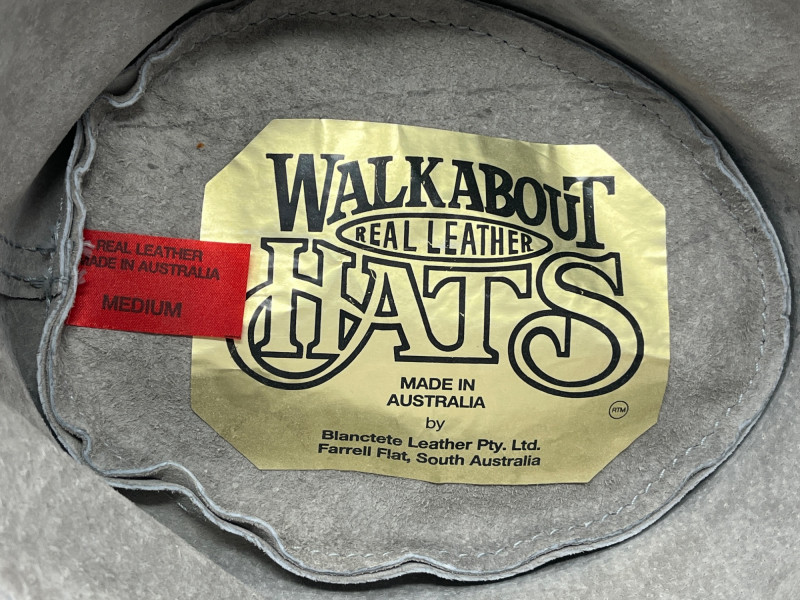 WALKABOUT
REAL LEATHER
HATS
MADE IN
AUSTRALIA
by
Blanctete Leather Pty. Ltd.
Farrell Flat, South Australia
RTM
REAL LEATHER
MADE IN AUSTRALIA
MEDIUM